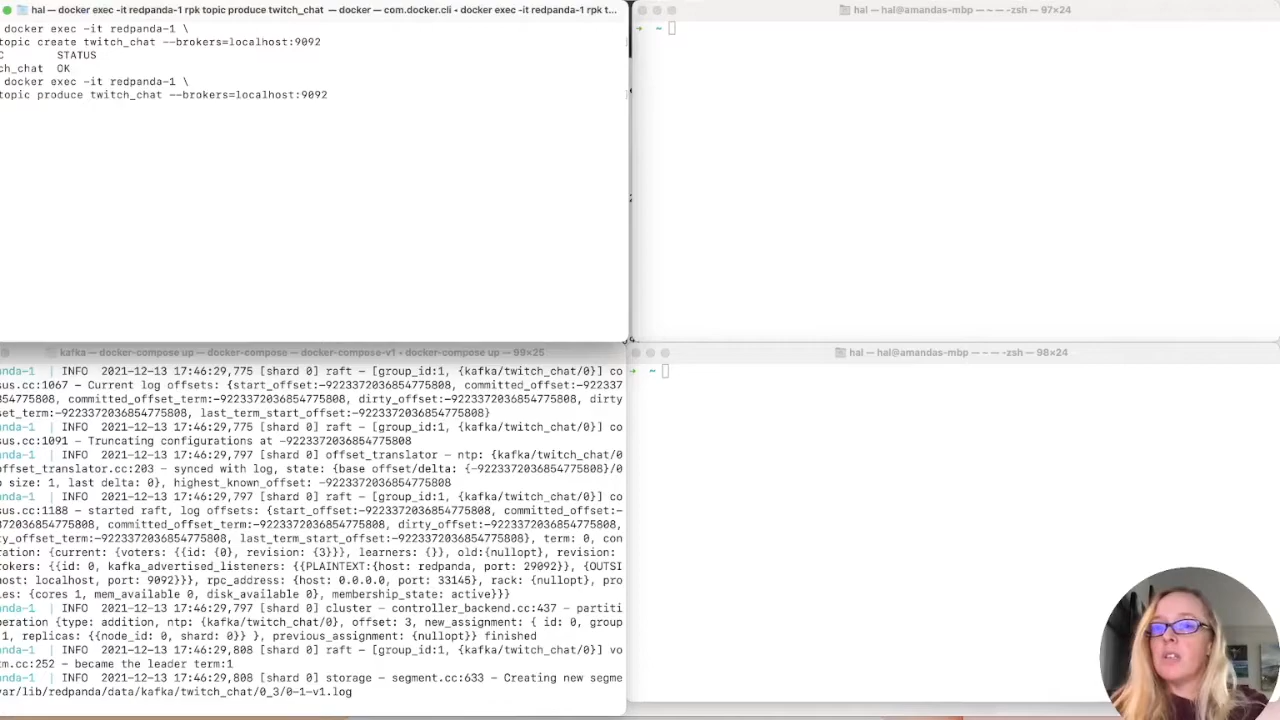 hal — docker exec -it redpanda-1 rpk topic produce twitch_chat — docker — com.docker.cli • docker exec -it redpanda-1 rpk t...
docker exec -it redpanda-1 \
topic create twitch_chat --brokers=localhost:9092
C STATUS
ch_chat OK
docker exec -it redpanda-1 \
topic produce twitch_chat --brokers=localhost:9092
hal — hal@amandas-mbp — ~ — -zsh — 97×24
~
kafka — docker-compose up — docker-compose — docker-compose-v1 • docker-compose up — 99×25
anda-1 | INFO 2021-12-13 17:46:29,775 [shard 0] raft - [group_id:1, {kafka/twitch_chat/0}] co
sus.cc:1067 - Current log offsets: {start_offset:-9223372036854775808, committed_offset:-922337
854775808, committed_offset_term:-9223372036854775808, dirty_offset:-9223372036854775808, dirty
set_term:-9223372036854775808, last_term_start_offset:-9223372036854775808}
anda-1 | INFO 2021-12-13 17:46:29,775 [shard 0] raft - [group_id:1, {kafka/twitch_chat/0}] co
sus.cc:1091 - Truncating configurations at -9223372036854775808
anda-1 | INFO 2021-12-13 17:46:29,797 [shard 0] offset_translator - ntp: {kafka/twitch_chat/0
offset_translator.cc:203 - synced with log, state: {base offset/delta: {-9223372036854775808}/0
p size: 1, last delta: 0}, highest_known_offset: -9223372036854775808
anda-1 | INFO 2021-12-13 17:46:29,797 [shard 0] raft - [group_id:1, {kafka/twitch_chat/0}] co
sus.cc:1188 - started raft, log offsets: {start_offset:-9223372036854775808, committed_offset:-
372036854775808, committed_offset_term:-9223372036854775808, dirty_offset:-9223372036854775808,
ty_offset_term:-9223372036854775808, last_term_start_offset:-9223372036854775808}, term: 0, con
ration: {current: {voters: {{id: {0}, revision: {3}}}, learners: {}}, old:{nullopt}, revision:
rokers: {{id: 0, kafka_advertised_listeners: {{PLAINTEXT:{host: redpanda, port: 29092}}, {OUTSI
host: localhost, port: 9092}}}, rpc_address: {host: 0.0.0.0, port: 33145}, rack: {nullopt}, pro
les: {cores 1, mem_available 0, disk_available 0}, membership_state: active}}}
anda-1 | INFO 2021-12-13 17:46:29,797 [shard 0] cluster - controller_backend.cc:437 - partiti
peration {type: addition, ntp: {kafka/twitch_chat/0}, offset: 3, new_assignment: { id: 0, group
1, replicas: {{node_id: 0, shard: 0}} }, previous_assignment: {nullopt}} finished
anda-1 | INFO 2021-12-13 17:46:29,808 [shard 0] raft - [group_id:1, {kafka/twitch_chat/0}] vo
tm.cc:252 - became the leader term:1
anda-1 | INFO 2021-12-13 17:46:29,808 [shard 0] storage - segment.cc:633 - Creating new segme
var/lib/redpanda/data/kafka/twitch_chat/0_3/0-1-v1.log
hal — hal@amandas-mbp — ~ — -zsh — 98×24
~